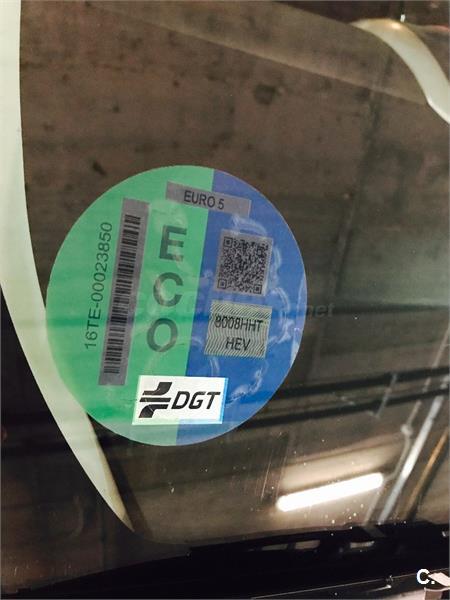 EURO 5
16TE-00023850
ECO
8008HHT
HEV
DGT
C.